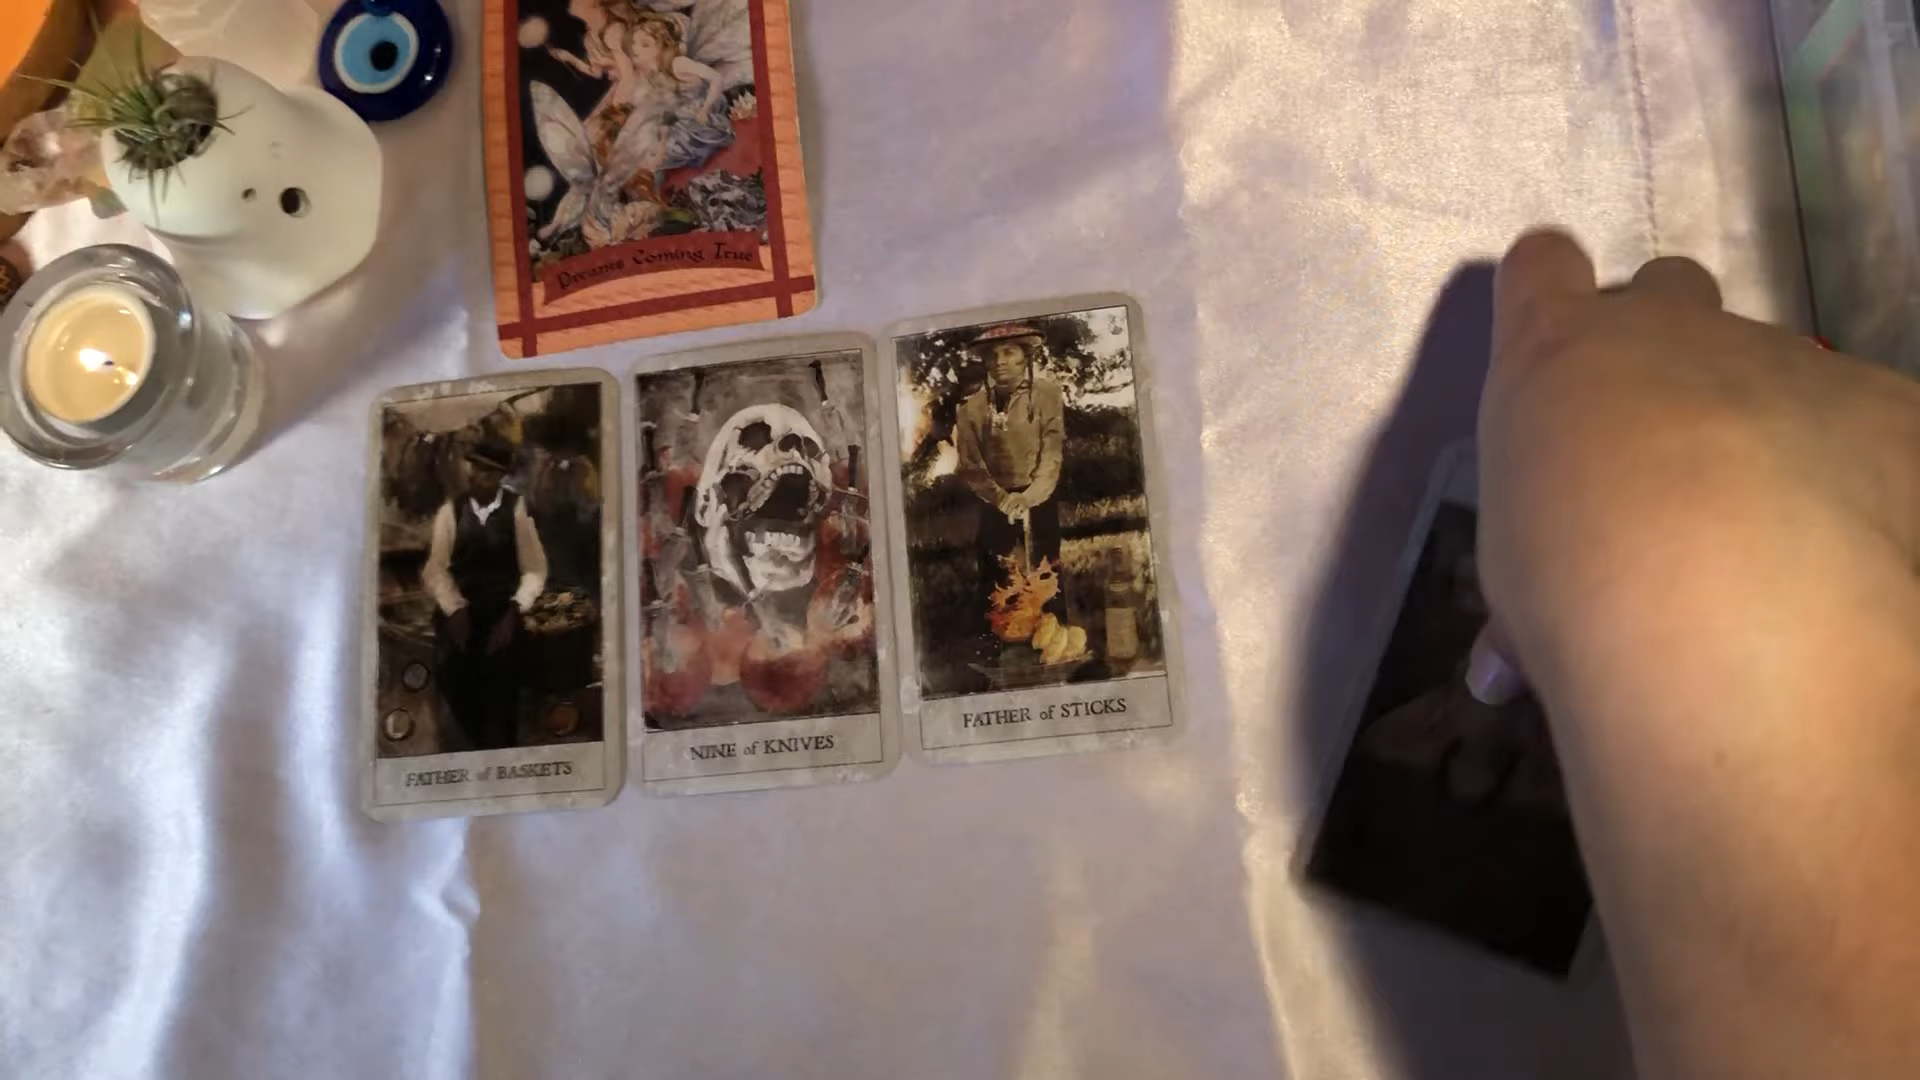 Dreams Coming True
FATHER of BASKETS
NINE of KNIVES
FATHER of STICKS